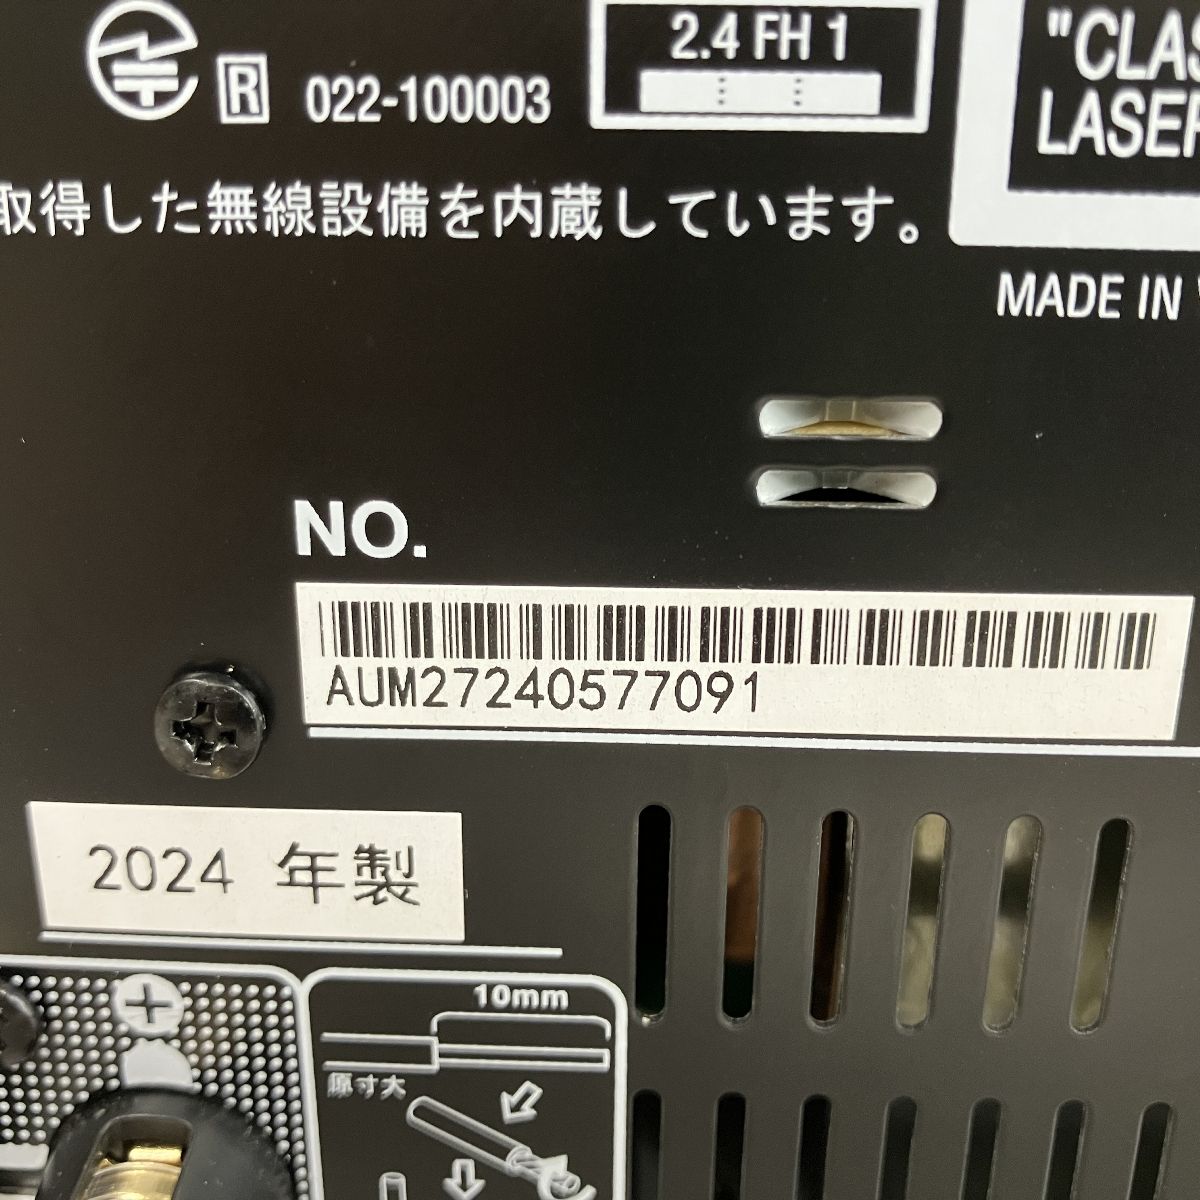 R 022-100003
2.4 FH 1
"CLAS
LASER
取得した無線設備を内蔵しています。
MADE IN
NO.
AUM27240577091
2024 年製
10mm
原寸大